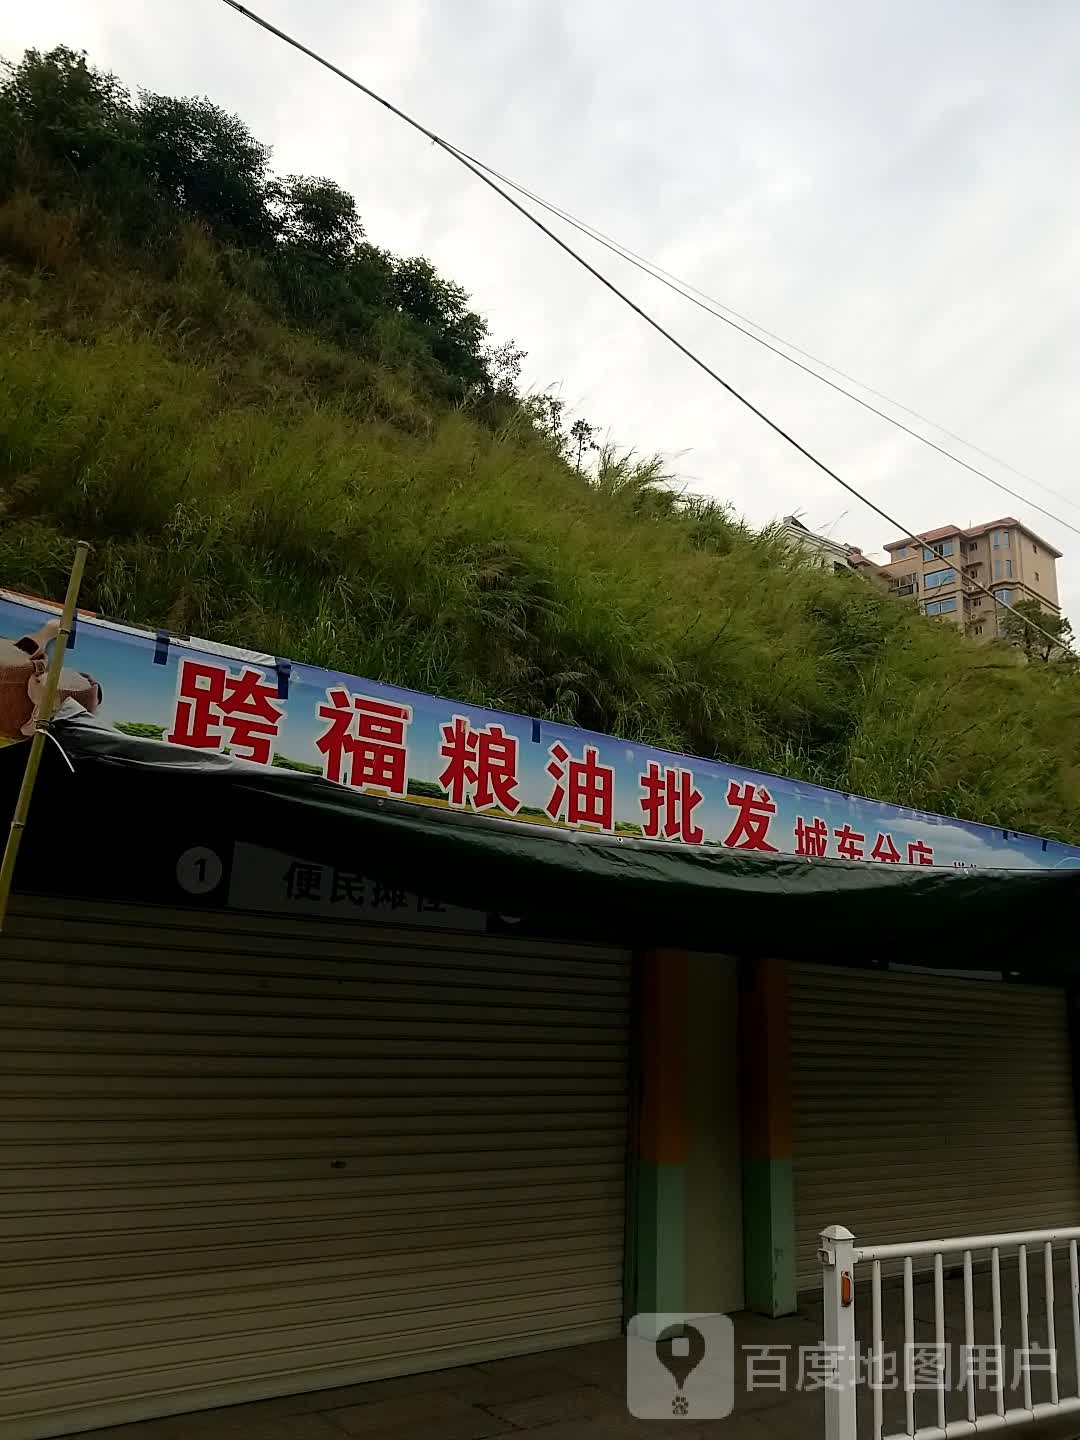 跨福粮油批发城东分店
1 便民摊位
百度地图用户